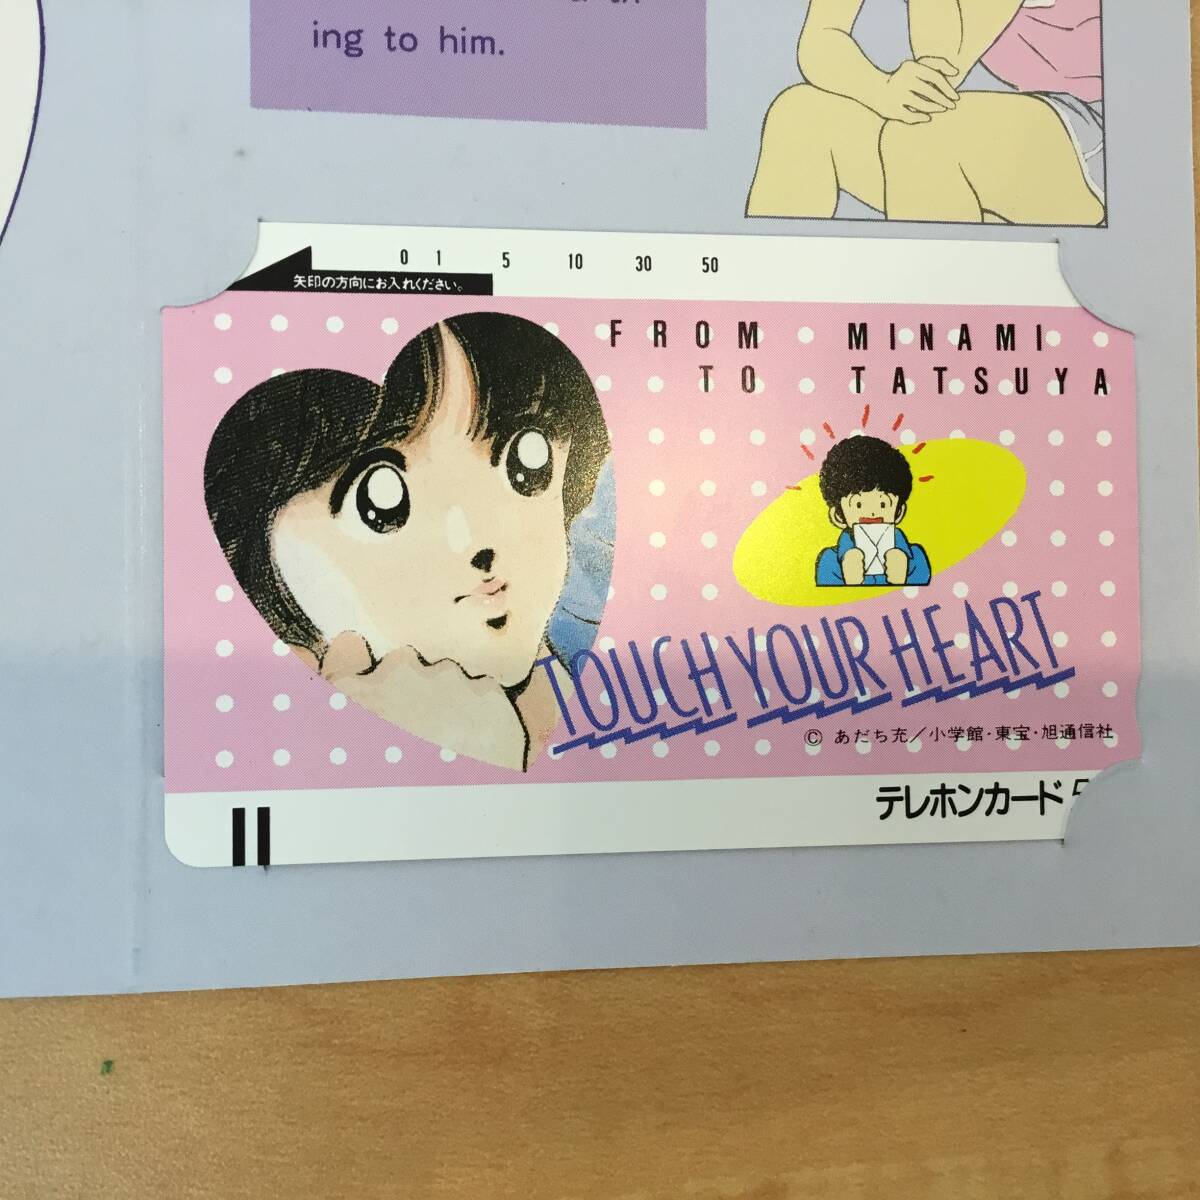 ing to him.
0 1 5 10 30 50
矢印の方向にお入れください。
FROM MINAMI
TO TATSUYA
TOUCH YOUR HEART
© あだち充／小学館・東宝・旭通信社
テレホンカード